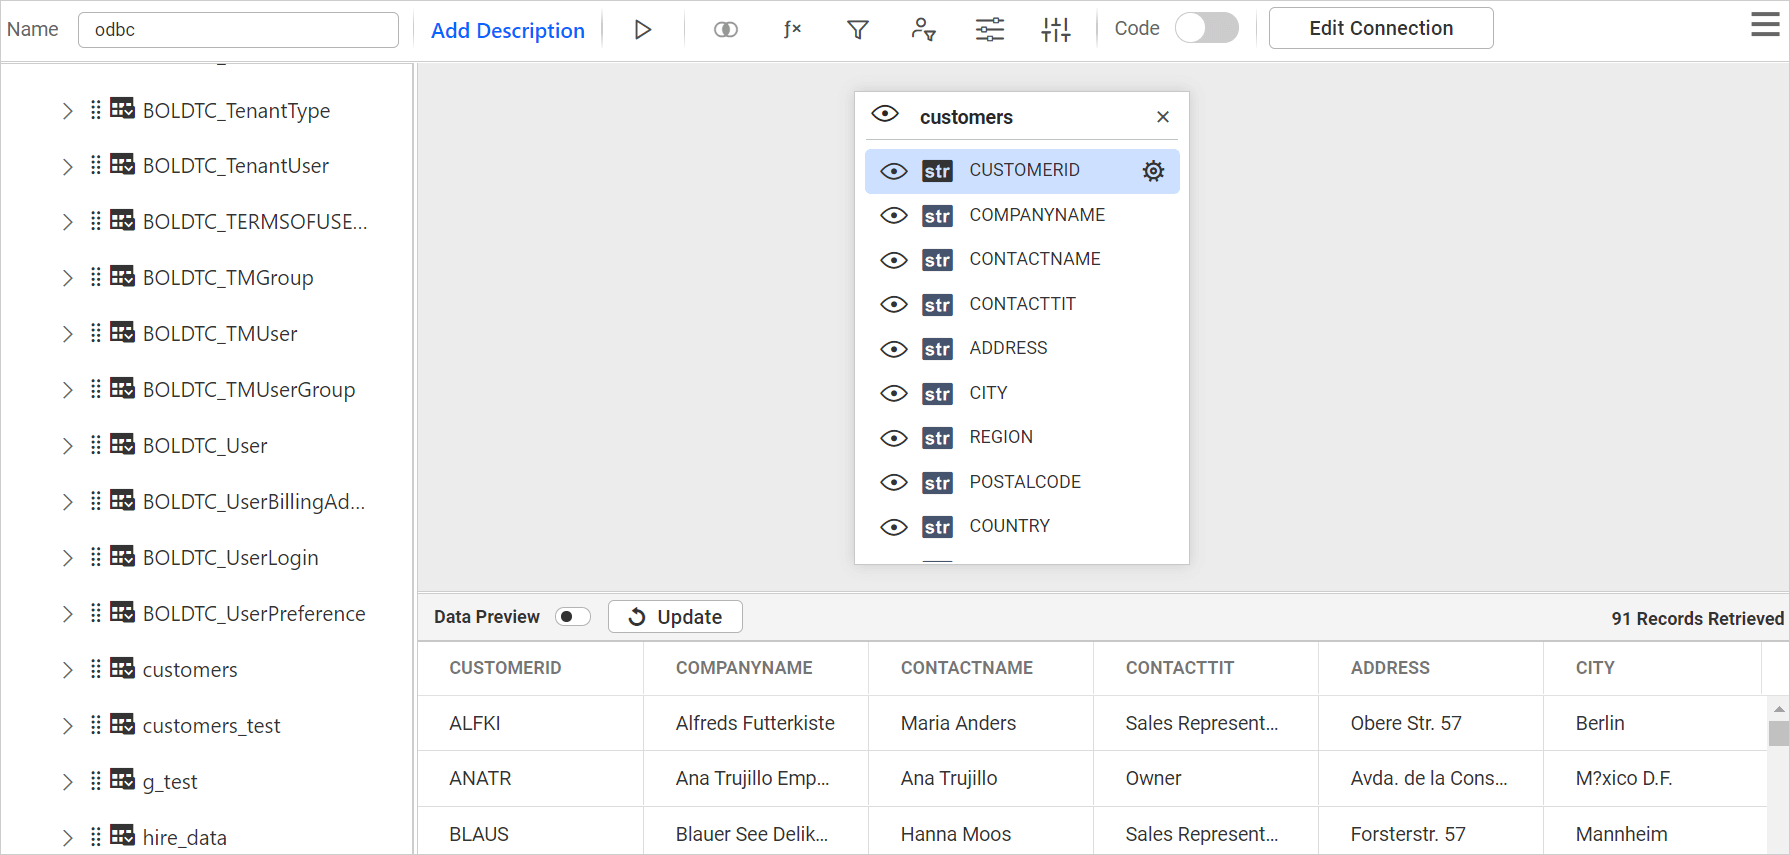 Name odbc Add Description ƒx Code Edit Connection
BOLDTC_TenantType
BOLDTC_TenantUser
BOLDTC_TERMSOFUSE...
BOLDTC_TMGroup
BOLDTC_TMUser
BOLDTC_TMUserGroup
BOLDTC_User
BOLDTC_UserBillingAd...
BOLDTC_UserLogin
BOLDTC_UserPreference
customers
customers_test
g_test
hire_data
customers
str CUSTOMERID
str COMPANYNAME
str CONTACTNAME
str CONTACTTIT
str ADDRESS
str CITY
str REGION
str POSTALCODE
str COUNTRY
Data Preview Update 91 Records Retrieved
CUSTOMERID COMPANYNAME CONTACTNAME CONTACTTIT ADDRESS CITY
ALFKI Alfreds Futterkiste Maria Anders Sales Represent... Obere Str. 57 Berlin
ANATR Ana Trujillo Emp... Ana Trujillo Owner Avda. de la Cons... M?xico D.F.
BLAUS Blauer See Delik... Hanna Moos Sales Represent... Forsterstr. 57 Mannheim